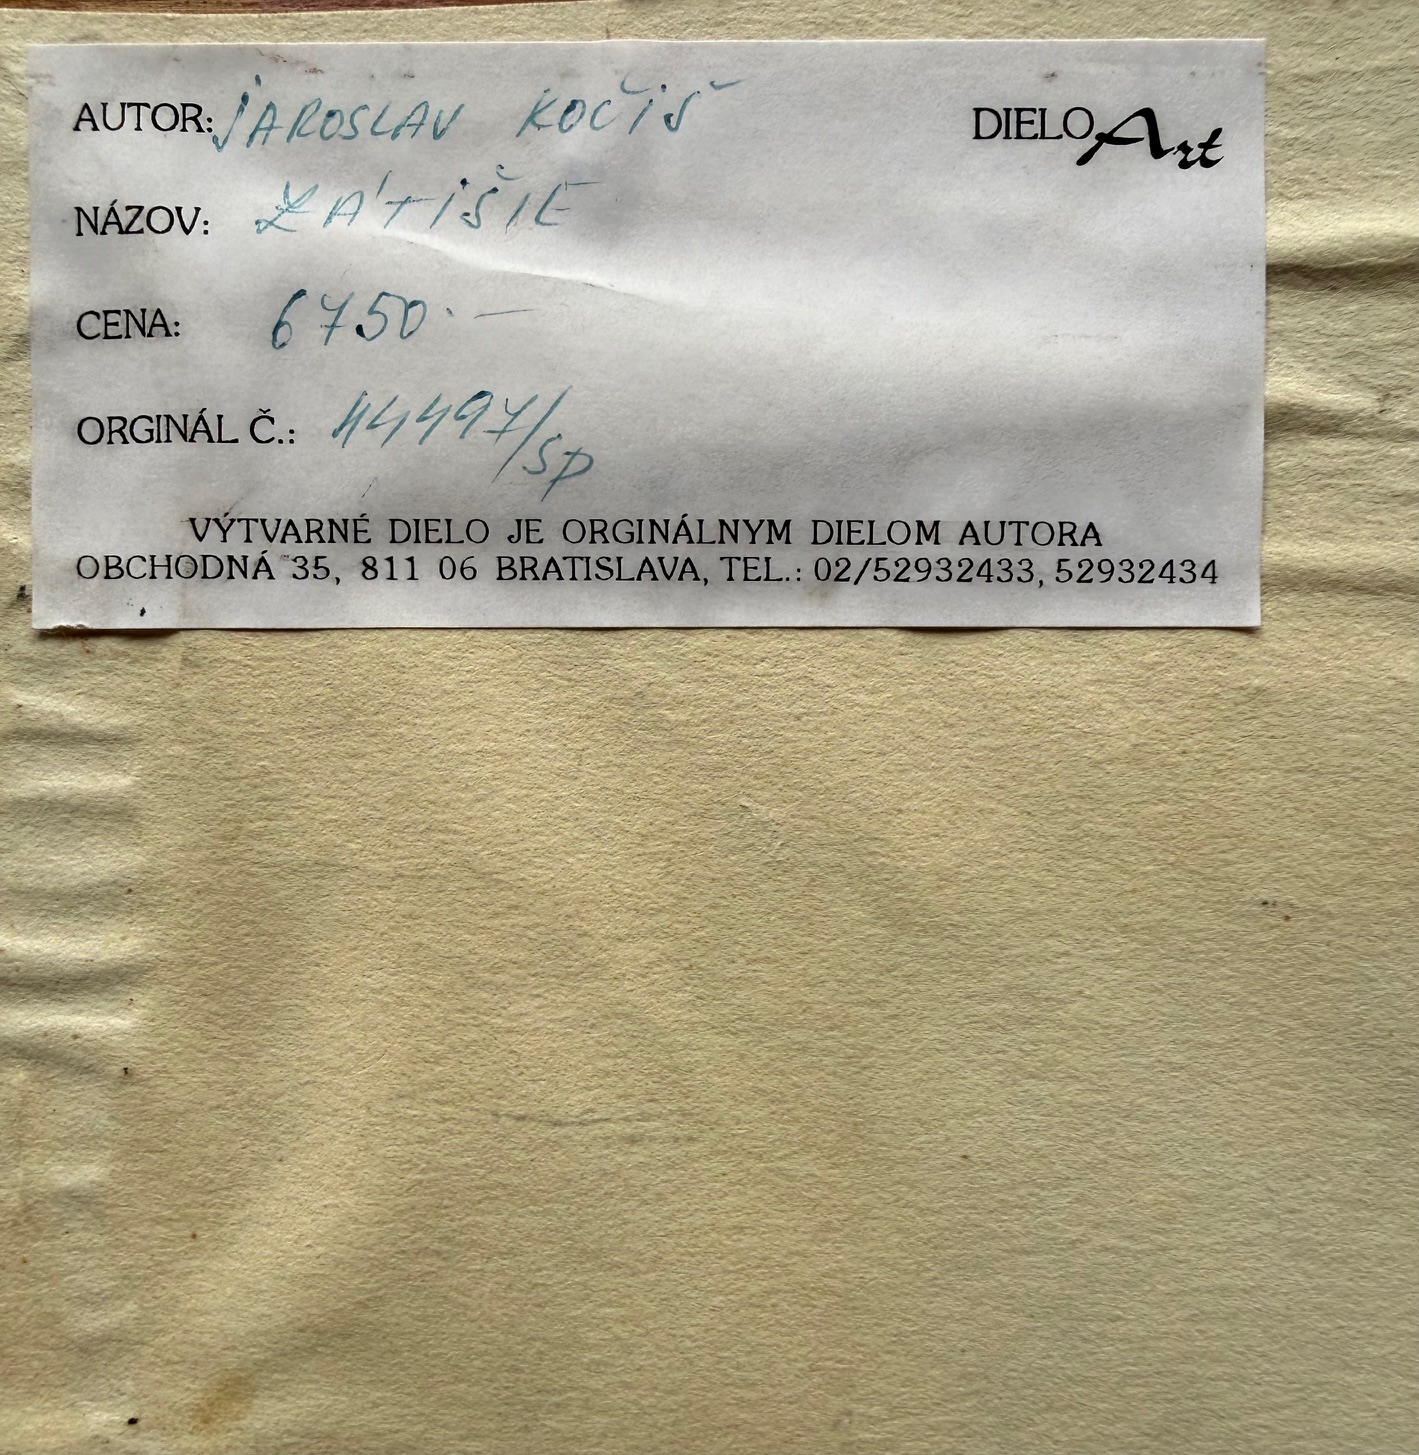 AUTOR: JAROSLAV KOČIŠ
DIELO Art
NÁZOV: ZÁTIŠIE
CENA: 6750.—
ORGINÁL Č.: 44497/SP
VÝTVARNÉ DIELO JE ORGINÁLNYM DIELOM AUTORA
OBCHODNÁ 35, 811 06 BRATISLAVA, TEL.: 02/52932433, 52932434